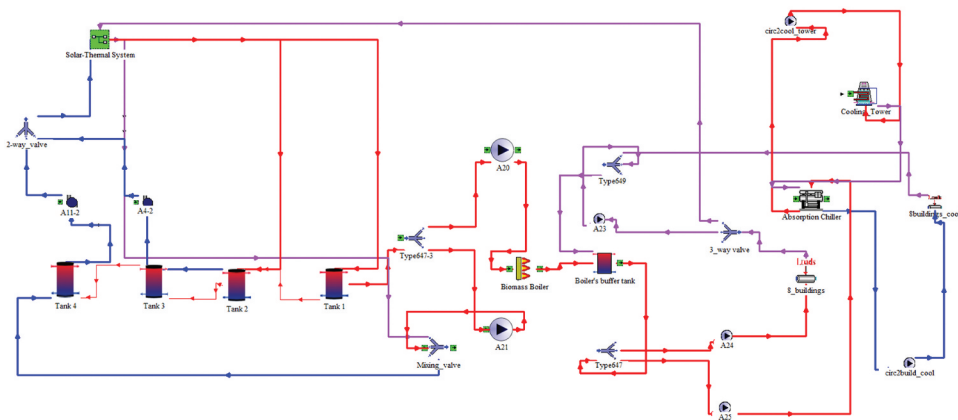 circ2cool_tower
Solar-Thermal System
Cooling_Tower
2-way_valve
A20
Type649
A11-2
A4-2
A23
Absorption Chiller
8buildings_cool
Type647-3
3_way valve
Tank 4
Tank 3
Tank 2
Tank 1
Biomass Boiler
Boiler's buffer tank
8_buildings
A21
A24
Mixing_valve
Type647
circ2build_cool
A25